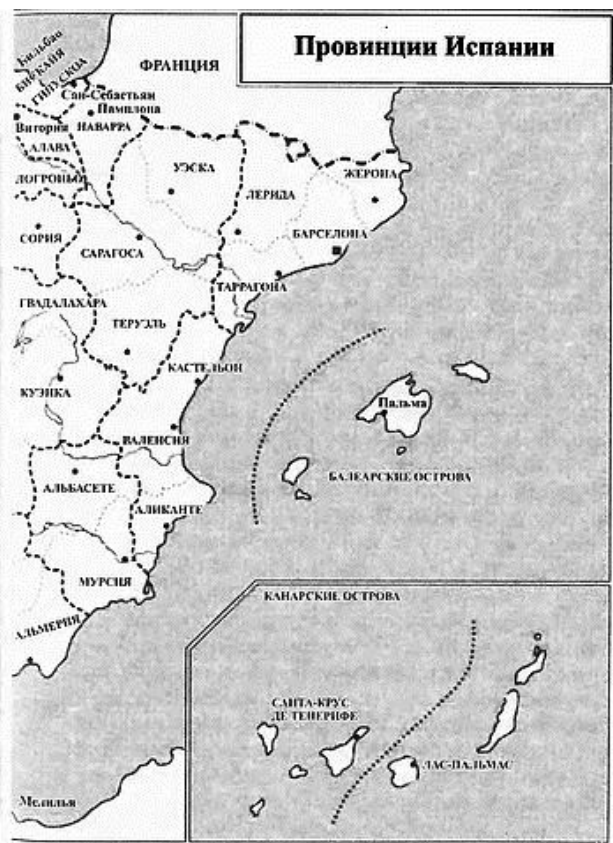 Провинции Испании
ФРАНЦИЯ
Бильбао
БИСКАЙЯ
ГИПУСКОА
Сан-Себастьян
Памплона
Витория
НАВАРРА
АЛАВА
ЛОГРОНЬО
УЭСКА
ЛЕРИДА
ЖЕРОНА
СОРИЯ
САРАГОСА
БАРСЕЛОНА
ТАРРАГОНА
ГВАДАЛАХАРА
ТЕРУЭЛЬ
КАСТЕЛЬОН
КУЭНКА
Пальма
ВАЛЕНСИЯ
БАЛЕАРСКИЕ ОСТРОВА
АЛЬБАСЕТЕ
АЛИКАНТЕ
МУРСИЯ
АЛЬМЕРИЯ
КАНАРСКИЕ ОСТРОВА
САНТА-КРУС
ДЕ ТЕНЕРИФЕ
ЛАС-ПАЛЬМАС
Мелилья